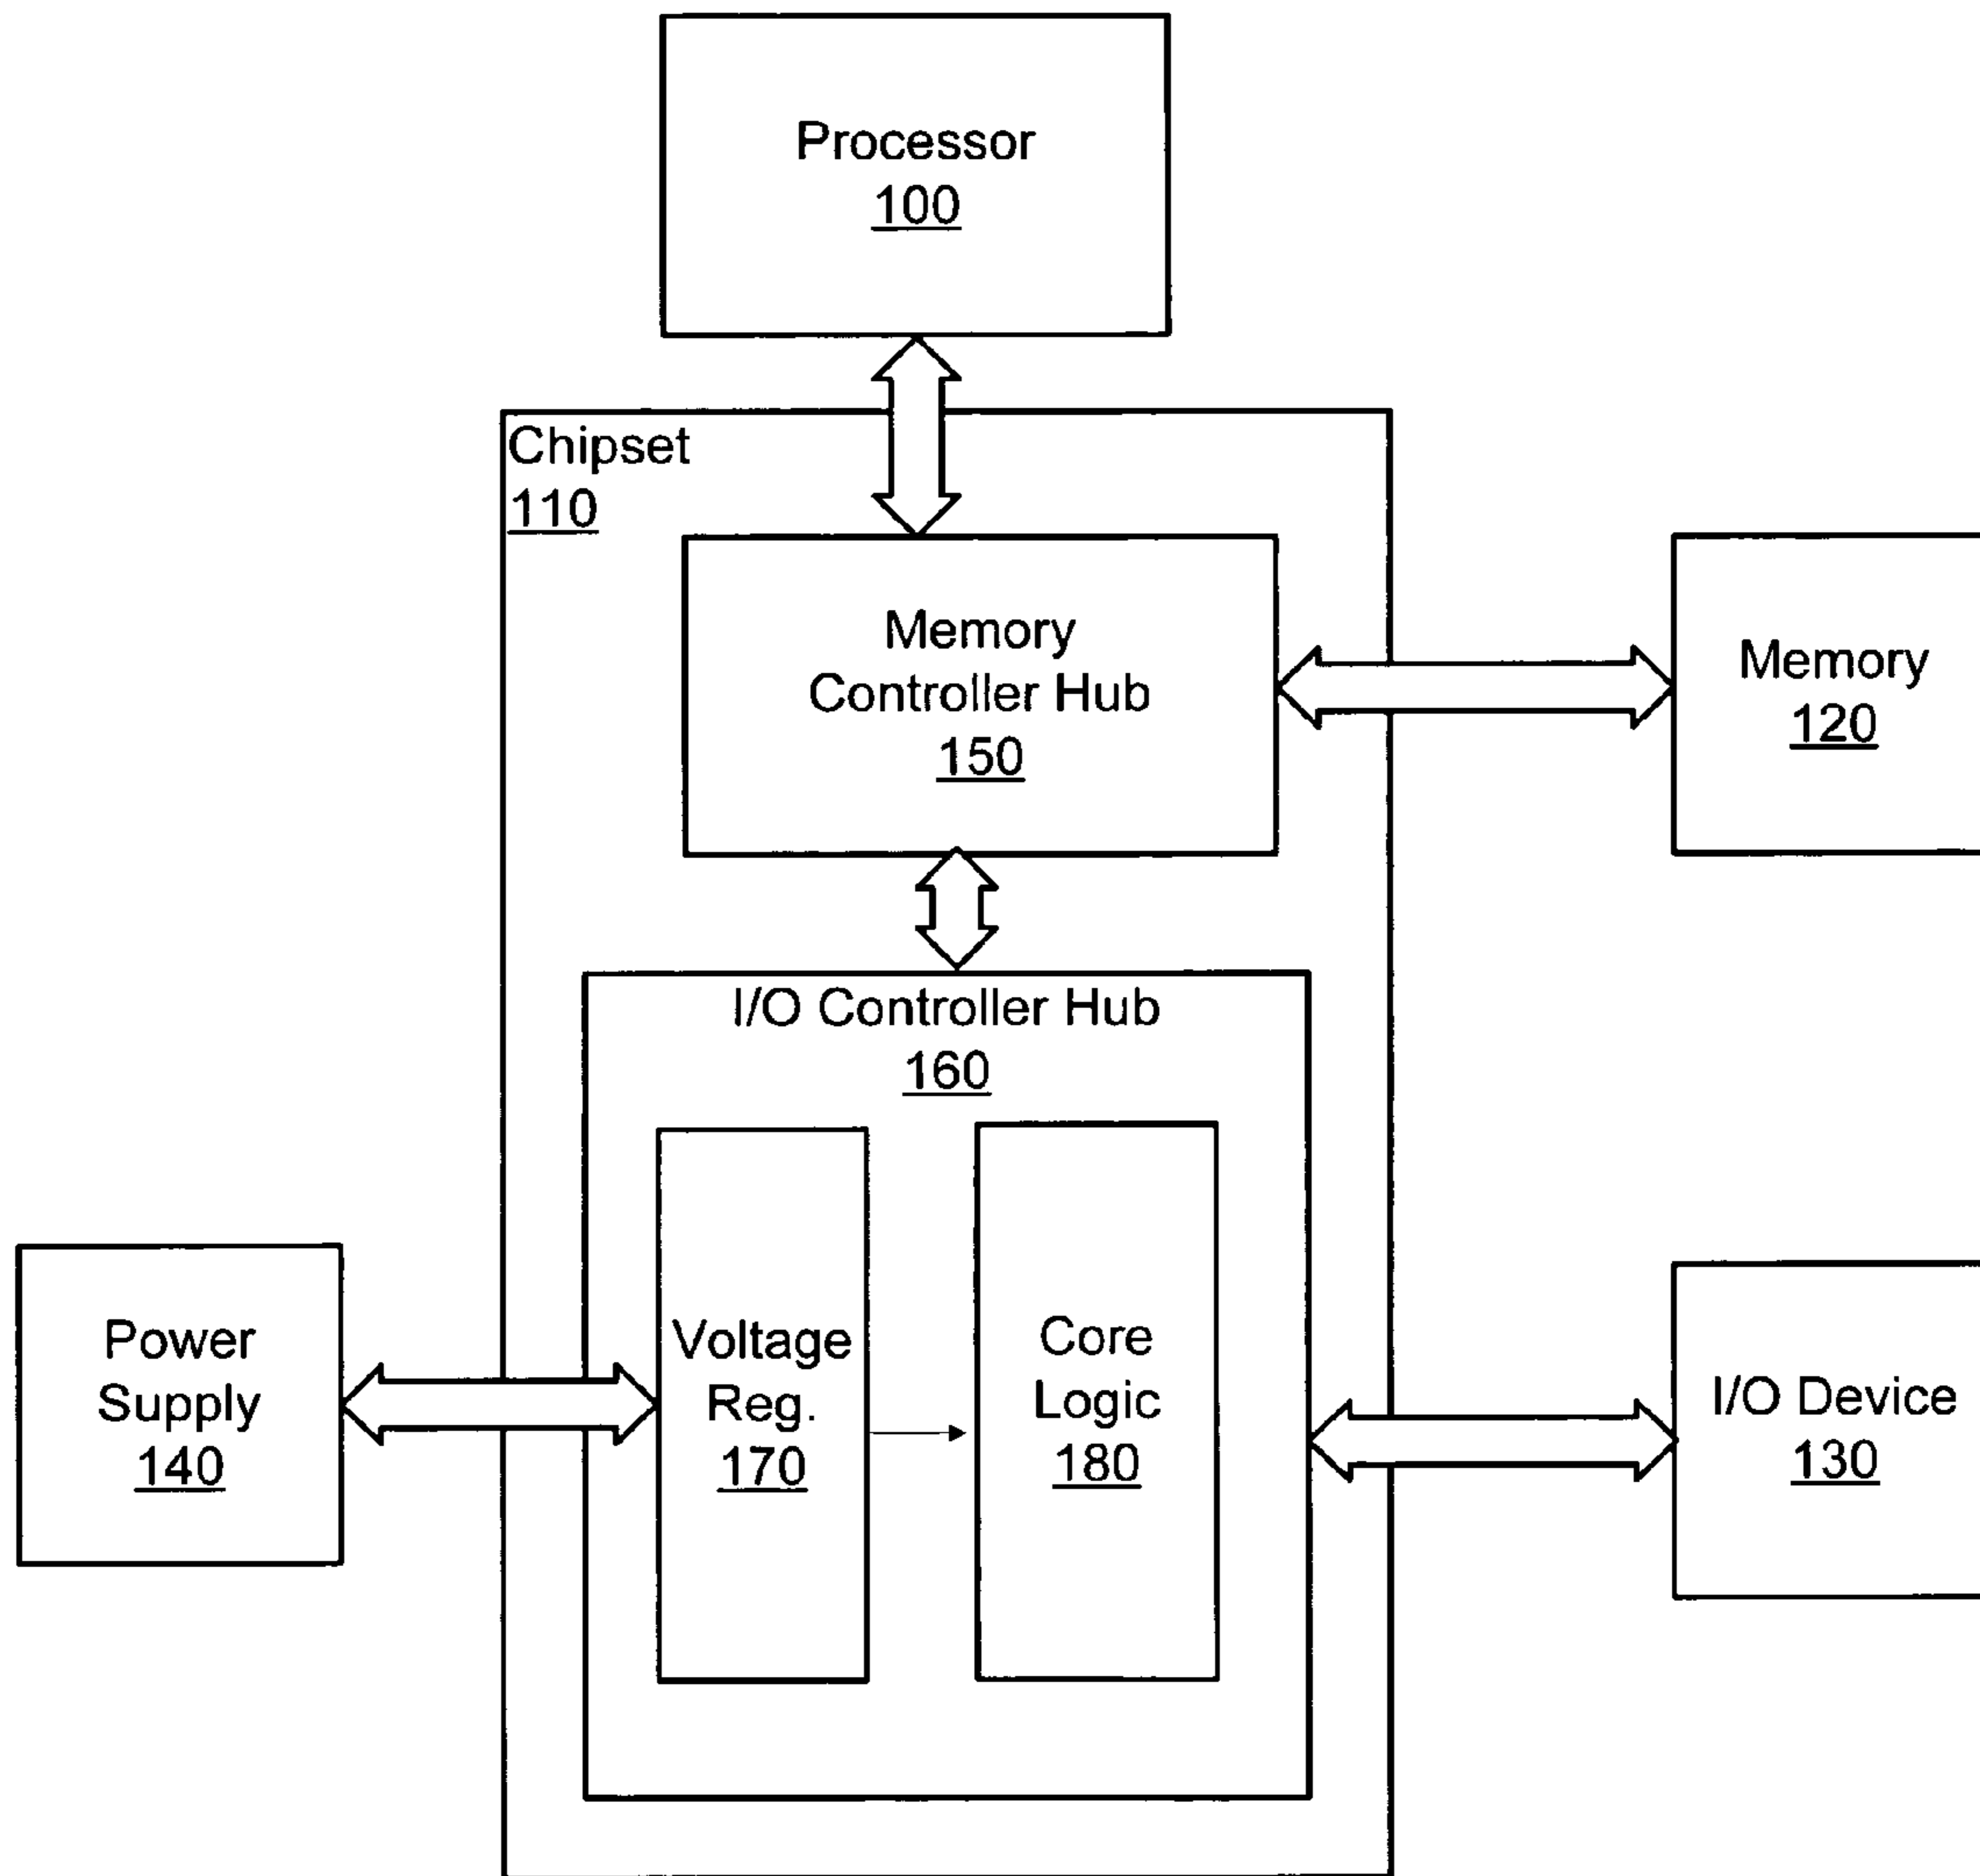 Processor
100
Chipset
110
Memory
Controller Hub
150
Memory
120
I/O Controller Hub
160
Power
Supply
140
Voltage
Reg.
170
Core
Logic
180
I/O Device
130